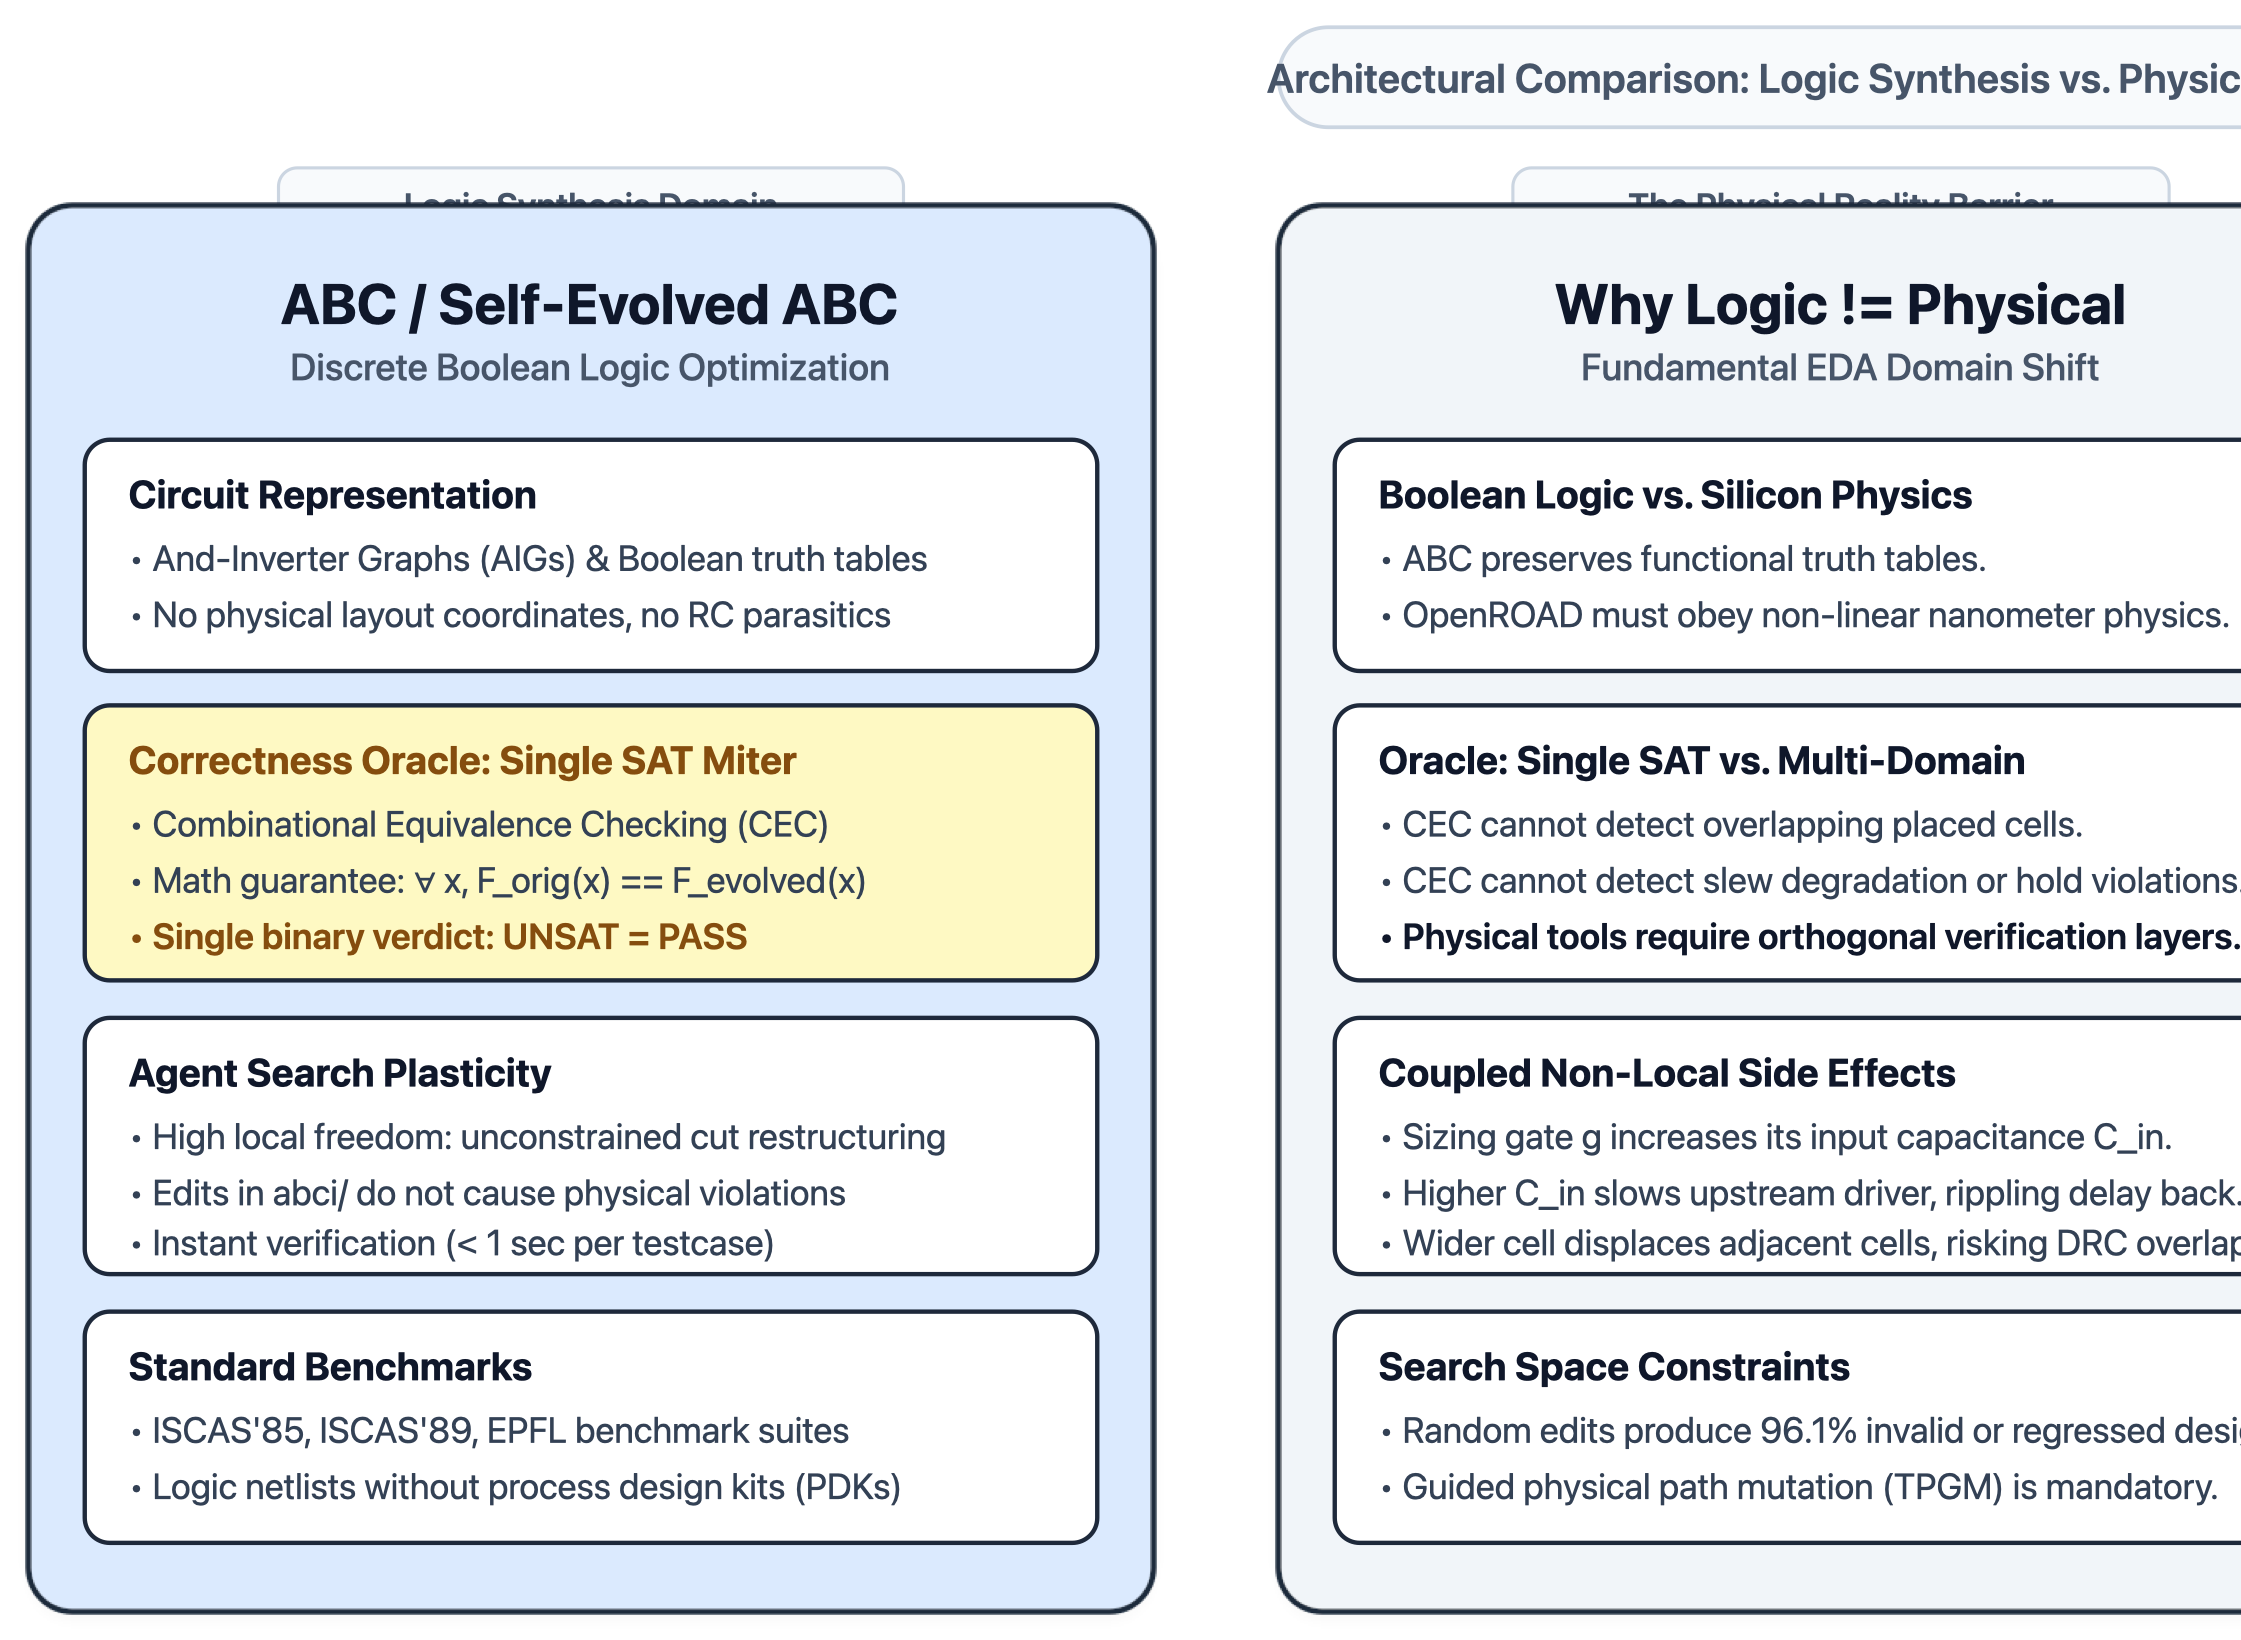 Architectural Comparison: Logic Synthesis vs. Physic
Logic Synthesis Domain
The Physical Reality Barrier
ABC / Self-Evolved ABC
Discrete Boolean Logic Optimization
Circuit Representation
• And-Inverter Graphs (AIGs) & Boolean truth tables
• No physical layout coordinates, no RC parasitics
Correctness Oracle: Single SAT Miter
• Combinational Equivalence Checking (CEC)
• Math guarantee: ∀ x, F_orig(x) == F_evolved(x)
• Single binary verdict: UNSAT = PASS
Agent Search Plasticity
• High local freedom: unconstrained cut restructuring
• Edits in abci/ do not cause physical violations
• Instant verification (< 1 sec per testcase)
Standard Benchmarks
• ISCAS'85, ISCAS'89, EPFL benchmark suites
• Logic netlists without process design kits (PDKs)
Why Logic != Physical
Fundamental EDA Domain Shift
Boolean Logic vs. Silicon Physics
• ABC preserves functional truth tables.
• OpenROAD must obey non-linear nanometer physics.
Oracle: Single SAT vs. Multi-Domain
• CEC cannot detect overlapping placed cells.
• CEC cannot detect slew degradation or hold violations.
• Physical tools require orthogonal verification layers.
Coupled Non-Local Side Effects
• Sizing gate g increases its input capacitance C_in.
• Higher C_in slows upstream driver, rippling delay back.
• Wider cell displaces adjacent cells, risking DRC overlap
Search Space Constraints
• Random edits produce 96.1% invalid or regressed desi
• Guided physical path mutation (TPGM) is mandatory.